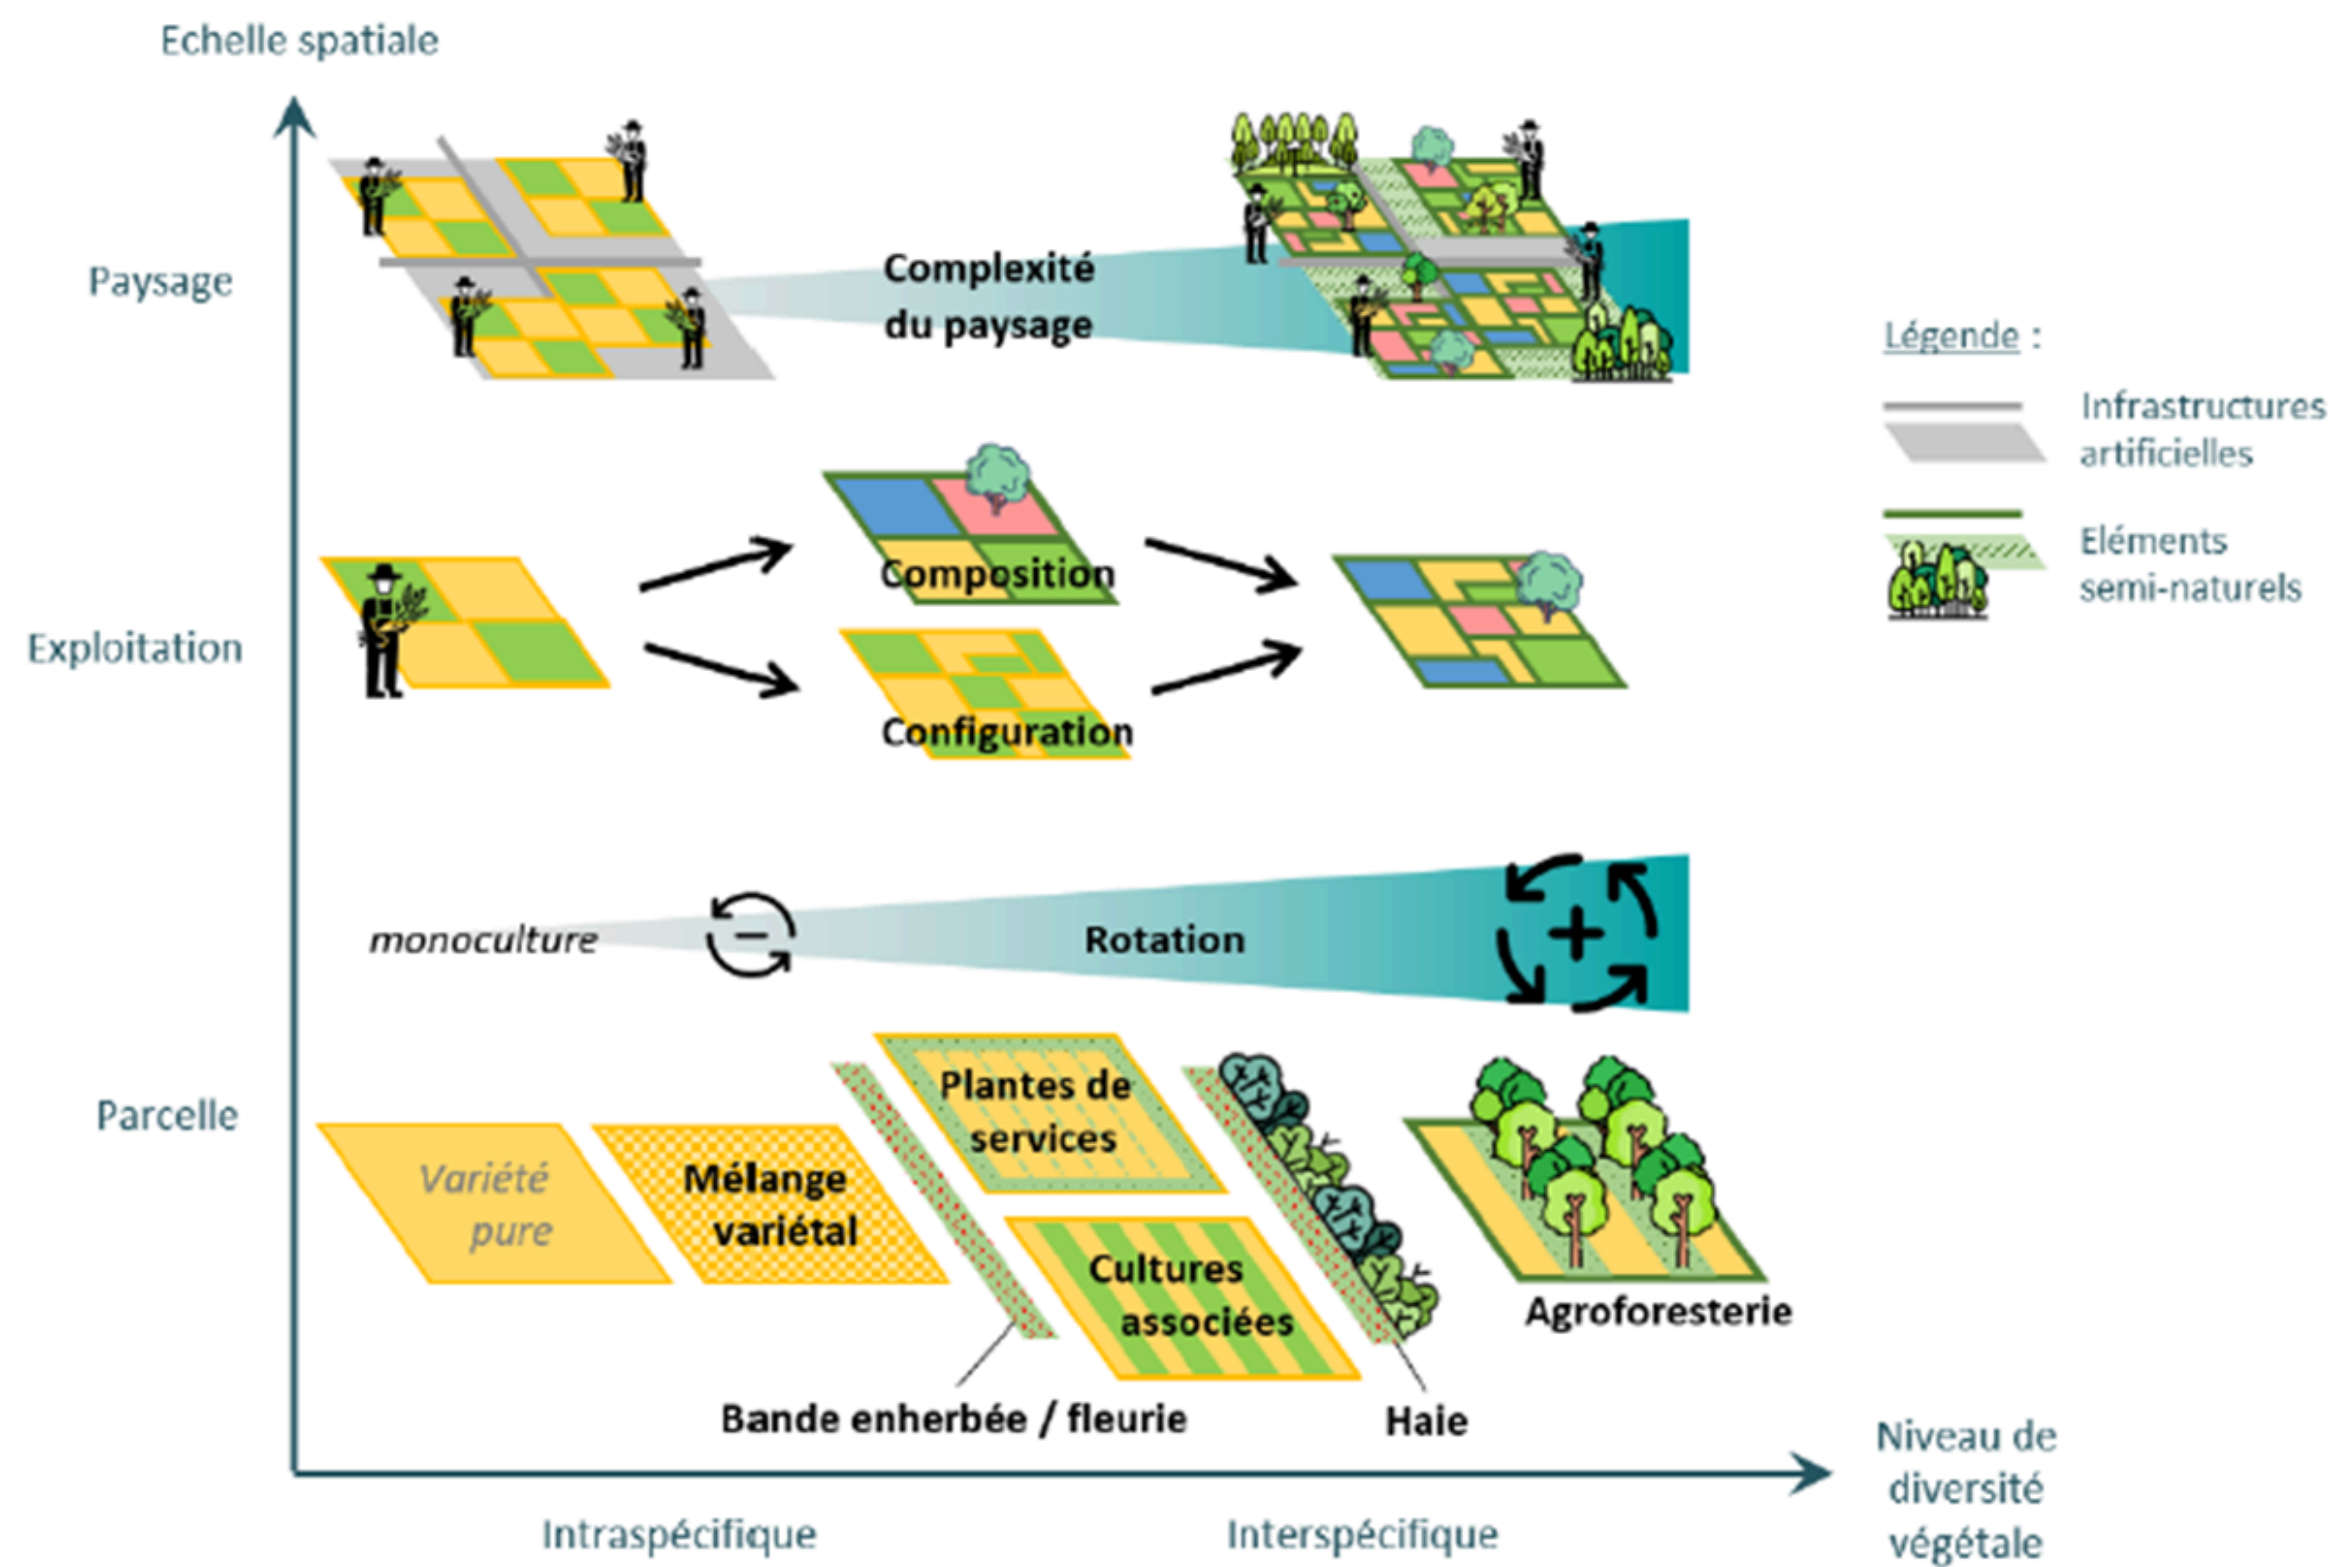 Echelle spatiale
Paysage
Complexité
du paysage
Légende :
Infrastructures
artificielles
Eléments
semi-naturels
Exploitation
Composition
Configuration
monoculture
Rotation
Parcelle
Variété
pure
Mélange
variétal
Plantes de
services
Cultures
associées
Agroforesterie
Bande enherbée / fleurie
Haie
Niveau de
diversité
végétale
Intraspécifique
Interspécifique